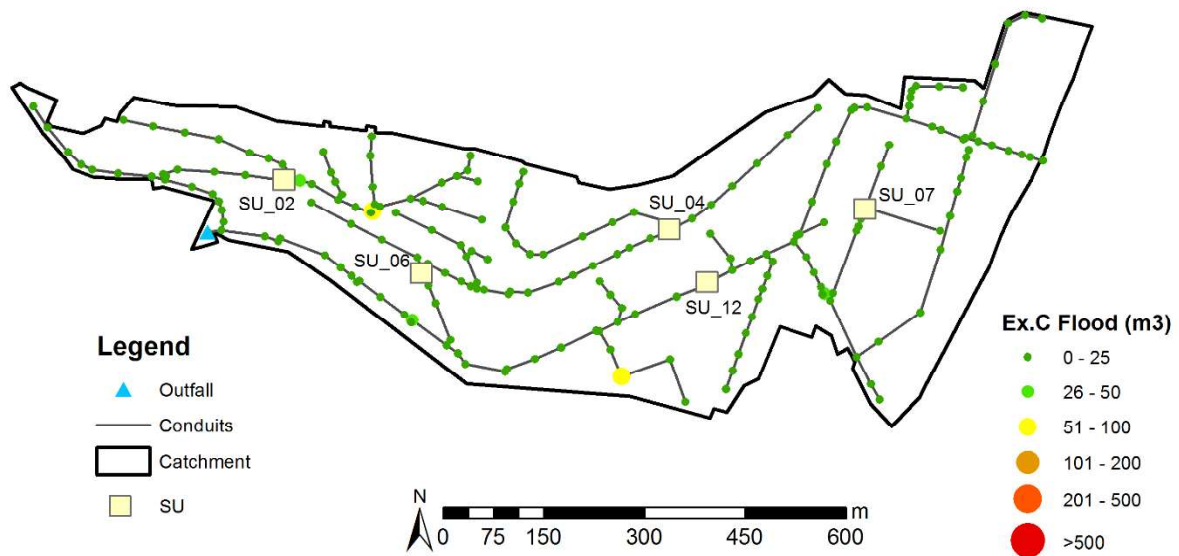 SU_02
SU_04
SU_07
SU_06
SU_12
Legend
Outfall
Conduits
Catchment
SU
N
0 75 150 300 450 600
m
Ex.C Flood (m3)
0 - 25
26 - 50
51 - 100
101 - 200
201 - 500
>500